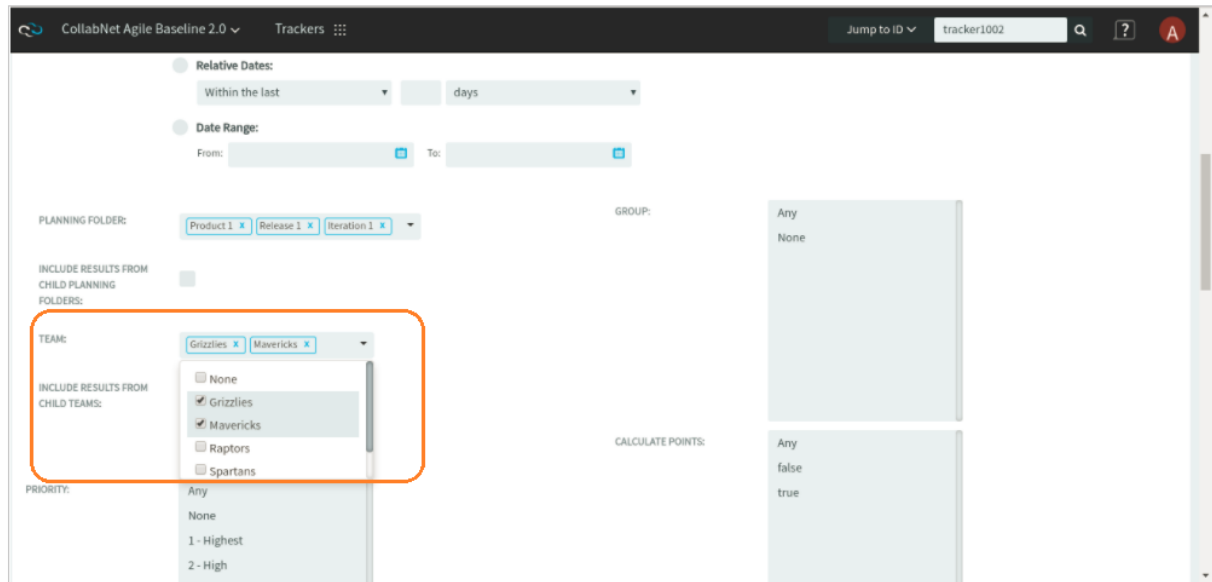 CollabNet Agile Baseline 2.0 Trackers Jump to ID tracker1002 ? A
Relative Dates:
Within the last days
Date Range:
From: To:
PLANNING FOLDER:
Product 1 x Release 1 x Iteration 1 x
GROUP:
Any
None
INCLUDE RESULTS FROM
CHILD PLANNING
FOLDERS:
TEAM:
Grizzlies x Mavericks x
None
Grizzlies
Mavericks
Raptors
Spartans
INCLUDE RESULTS FROM
CHILD TEAMS:
CALCULATE POINTS:
Any
false
true
PRIORITY:
Any
None
1 - Highest
2 - High